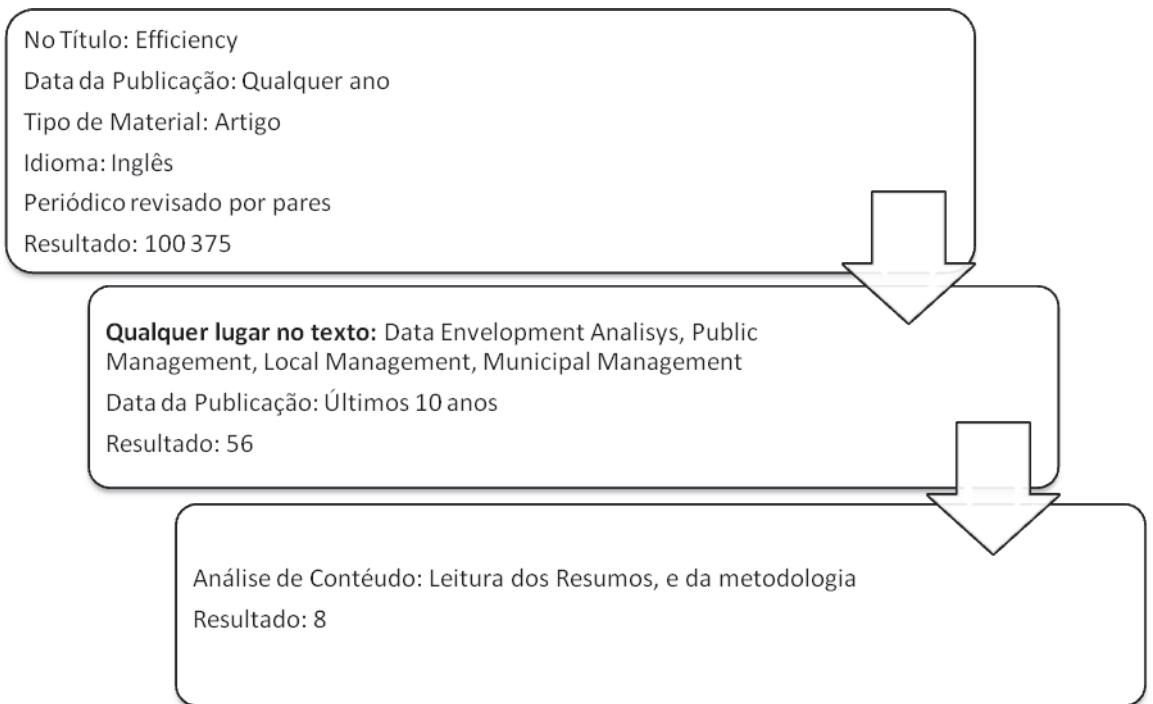 No Título: Efficiency
Data da Publicação: Qualquer ano
Tipo de Material: Artigo
Idioma: Inglês
Periódico revisado por pares
Resultado: 100 375
Qualquer lugar no texto: Data Envelopment Analisys, Public
Management, Local Management, Municipal Management
Data da Publicação: Últimos 10 anos
Resultado: 56
Análise de Contéudo: Leitura dos Resumos, e da metodologia
Resultado: 8